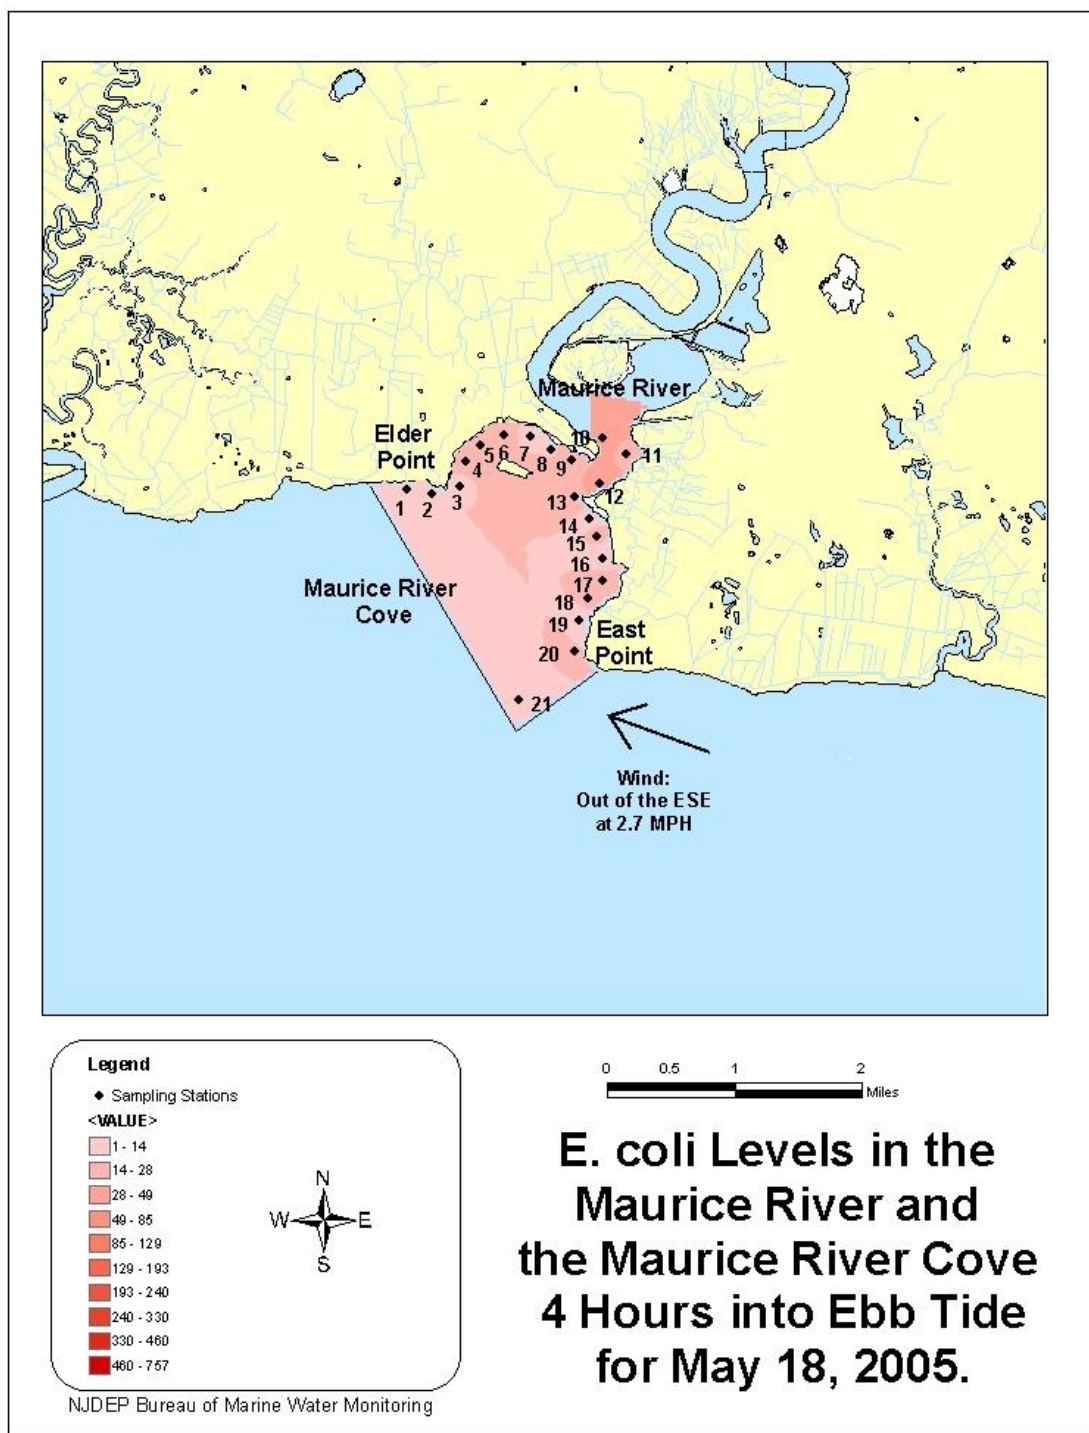 Maurice River
Elder
Point
10
11
5
6
7
8
9
4
3
1
2
12
13
14
15
16
17
18
Maurice River
Cove
19
East
Point
20
21
Wind:
Out of the ESE
at 2.7 MPH
Legend
Sampling Stations
<VALUE>
1 - 14
14 - 28
28 - 49
49 - 85
85 - 129
129 - 193
193 - 240
240 - 330
330 - 460
460 - 757
N
W
E
S
NJDEP Bureau of Marine Water Monitoring
0 0.5 1 2
Miles
E. coli Levels in the
Maurice River and
the Maurice River Cove
4 Hours into Ebb Tide
for May 18, 2005.